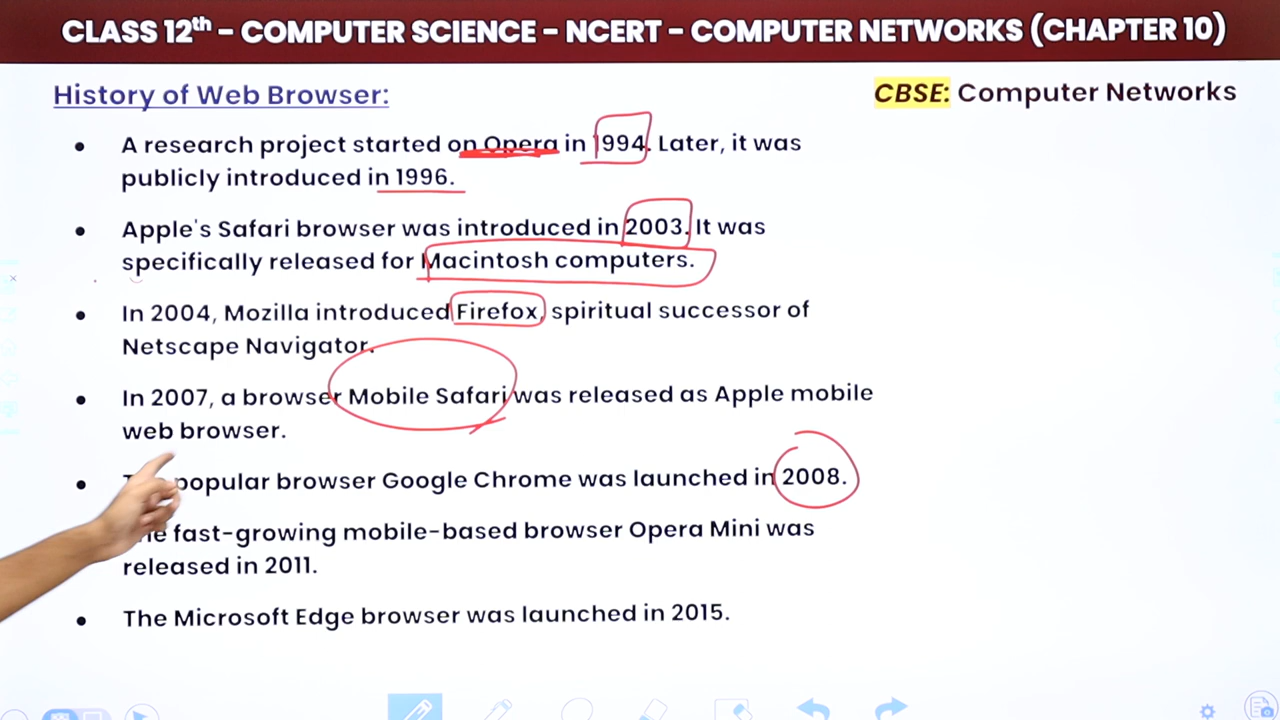 CLASS 12th – COMPUTER SCIENCE – NCERT – COMPUTER NETWORKS (CHAPTER 10)
History of Web Browser:
CBSE: Computer Networks
• A research project started on Opera in 1994. Later, it was
publicly introduced in 1996.
• Apple's Safari browser was introduced in 2003. It was
specifically released for Macintosh computers.
• In 2004, Mozilla introduced Firefox, spiritual successor of
Netscape Navigator.
• In 2007, a browser Mobile Safari was released as Apple mobile
web browser.
• popular browser Google Chrome was launched in 2008.
fast-growing mobile-based browser Opera Mini was
released in 2011.
• The Microsoft Edge browser was launched in 2015.